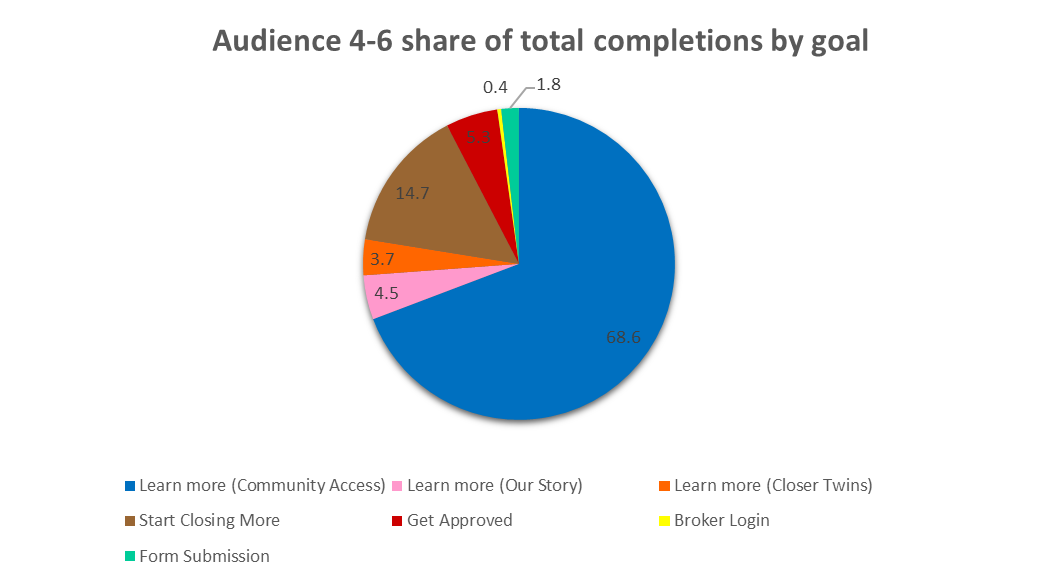 Audience 4-6 share of total completions by goal
0.4
1.8
5.3
14.7
3.7
4.5
68.6
Learn more (Community Access)
Learn more (Our Story)
Learn more (Closer Twins)
Start Closing More
Get Approved
Broker Login
Form Submission